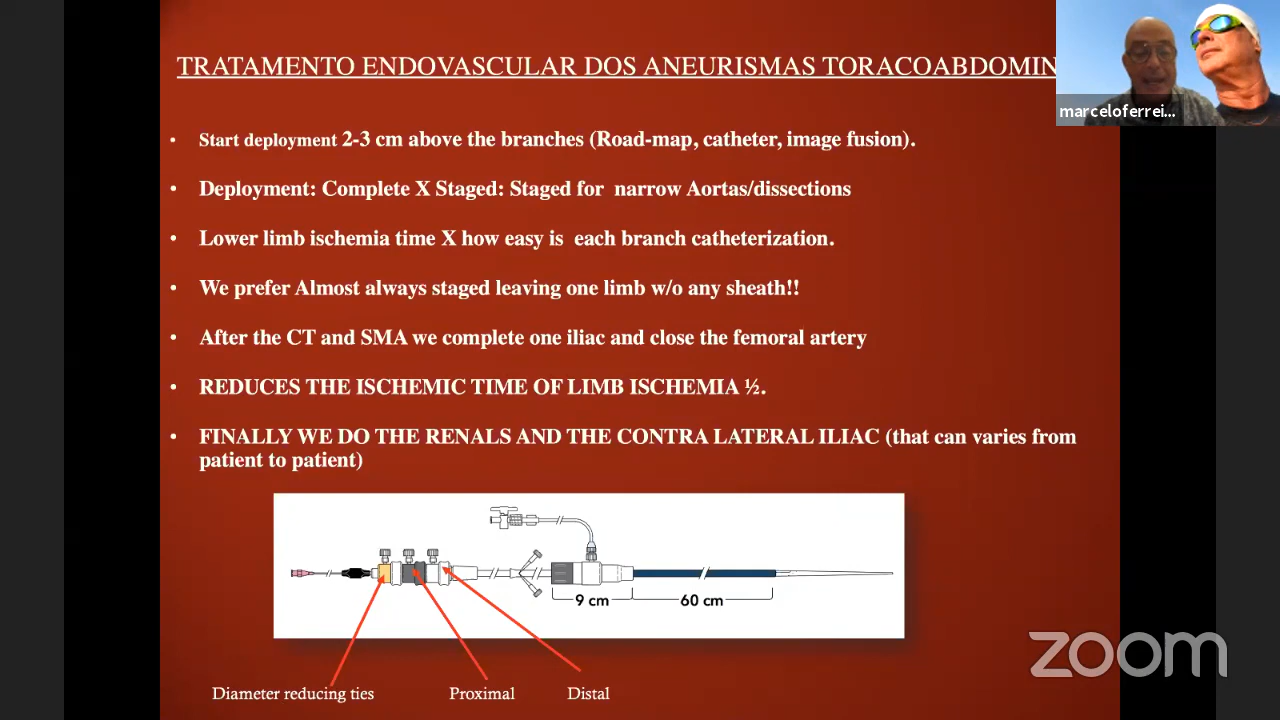 TRATAMENTO ENDOVASCULAR DOS ANEURISMAS TORACOABDOMIN
marceloferrei...
• Start deployment 2-3 cm above the branches (Road-map, catheter, image fusion).
• Deployment: Complete X Staged: Staged for narrow Aortas/dissections
• Lower limb ischemia time X how easy is each branch catheterization.
• We prefer Almost always staged leaving one limb w/o any sheath!!
• After the CT and SMA we complete one iliac and close the femoral artery
• REDUCES THE ISCHEMIC TIME OF LIMB ISCHEMIA ½.
• FINALLY WE DO THE RENALS AND THE CONTRA LATERAL ILIAC (that can varies from
patient to patient)
9 cm
60 cm
zoom
Diameter reducing ties
Proximal
Distal